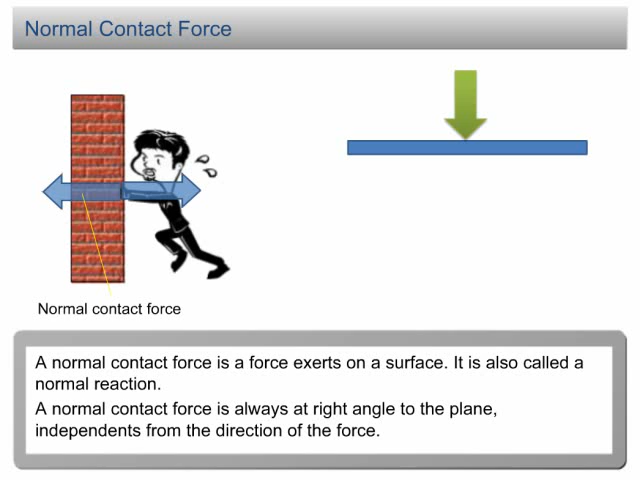 Normal Contact Force
Normal contact force
A normal contact force is a force exerts on a surface. It is also called a
normal reaction.
A normal contact force is always at right angle to the plane,
independents from the direction of the force.